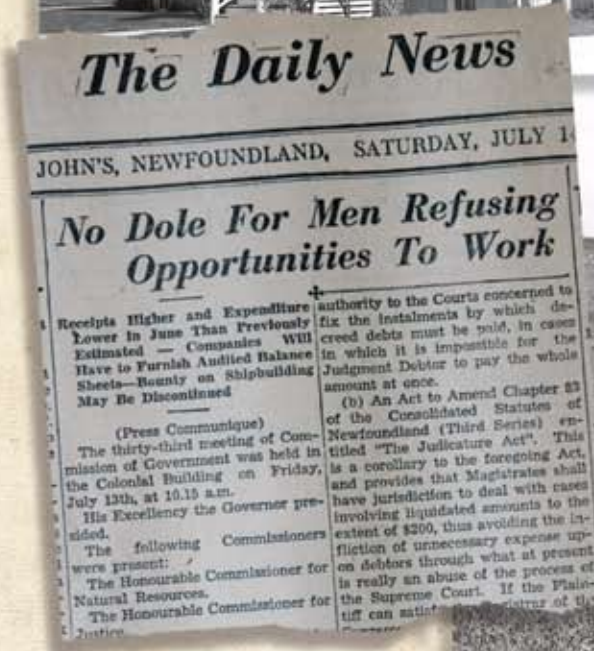 The Daily News
JOHN'S, NEWFOUNDLAND, SATURDAY, JULY 1
No Dole For Men Refusing
Opportunities To Work
Receipts Higher and Expenditure
Lower in June Than Previously
Estimated — Companies Will
Have to Furnish Audited Balance
Sheets—Bounty on Shipbuilding
May Be Discontinued
(Press Communique)
The thirty-third meeting of Com-
mission of Government was held in
the Colonial Building on Friday,
July 13th, at 10.15 a.m.
His Excellency the Governor pre-
sided.
The following Commissioners
were present:
The Honourable Commissioner for
Natural Resources.
The Honourable Commissioner for
Justice
authority to the Courts concerned to
fix the instalments by which de-
creed debts must be paid, in cases
in which it is impossible for the
Judgment Debtor to pay the whole
amount at once.
(b) An Act to Amend Chapter 83
of the Consolidated Statutes of
Newfoundland (Third Series) en-
titled "The Judicature Act". This
is a corollary to the foregoing Act,
and provides that Magistrates shall
have jurisdiction to deal with cases
involving liquidated amounts to the
extent of $200, thus avoiding the in-
fliction of unnecessary expense up-
on debtors through what at present
is really an abuse of the process of
the Supreme Court. If the Plain-
tiff can